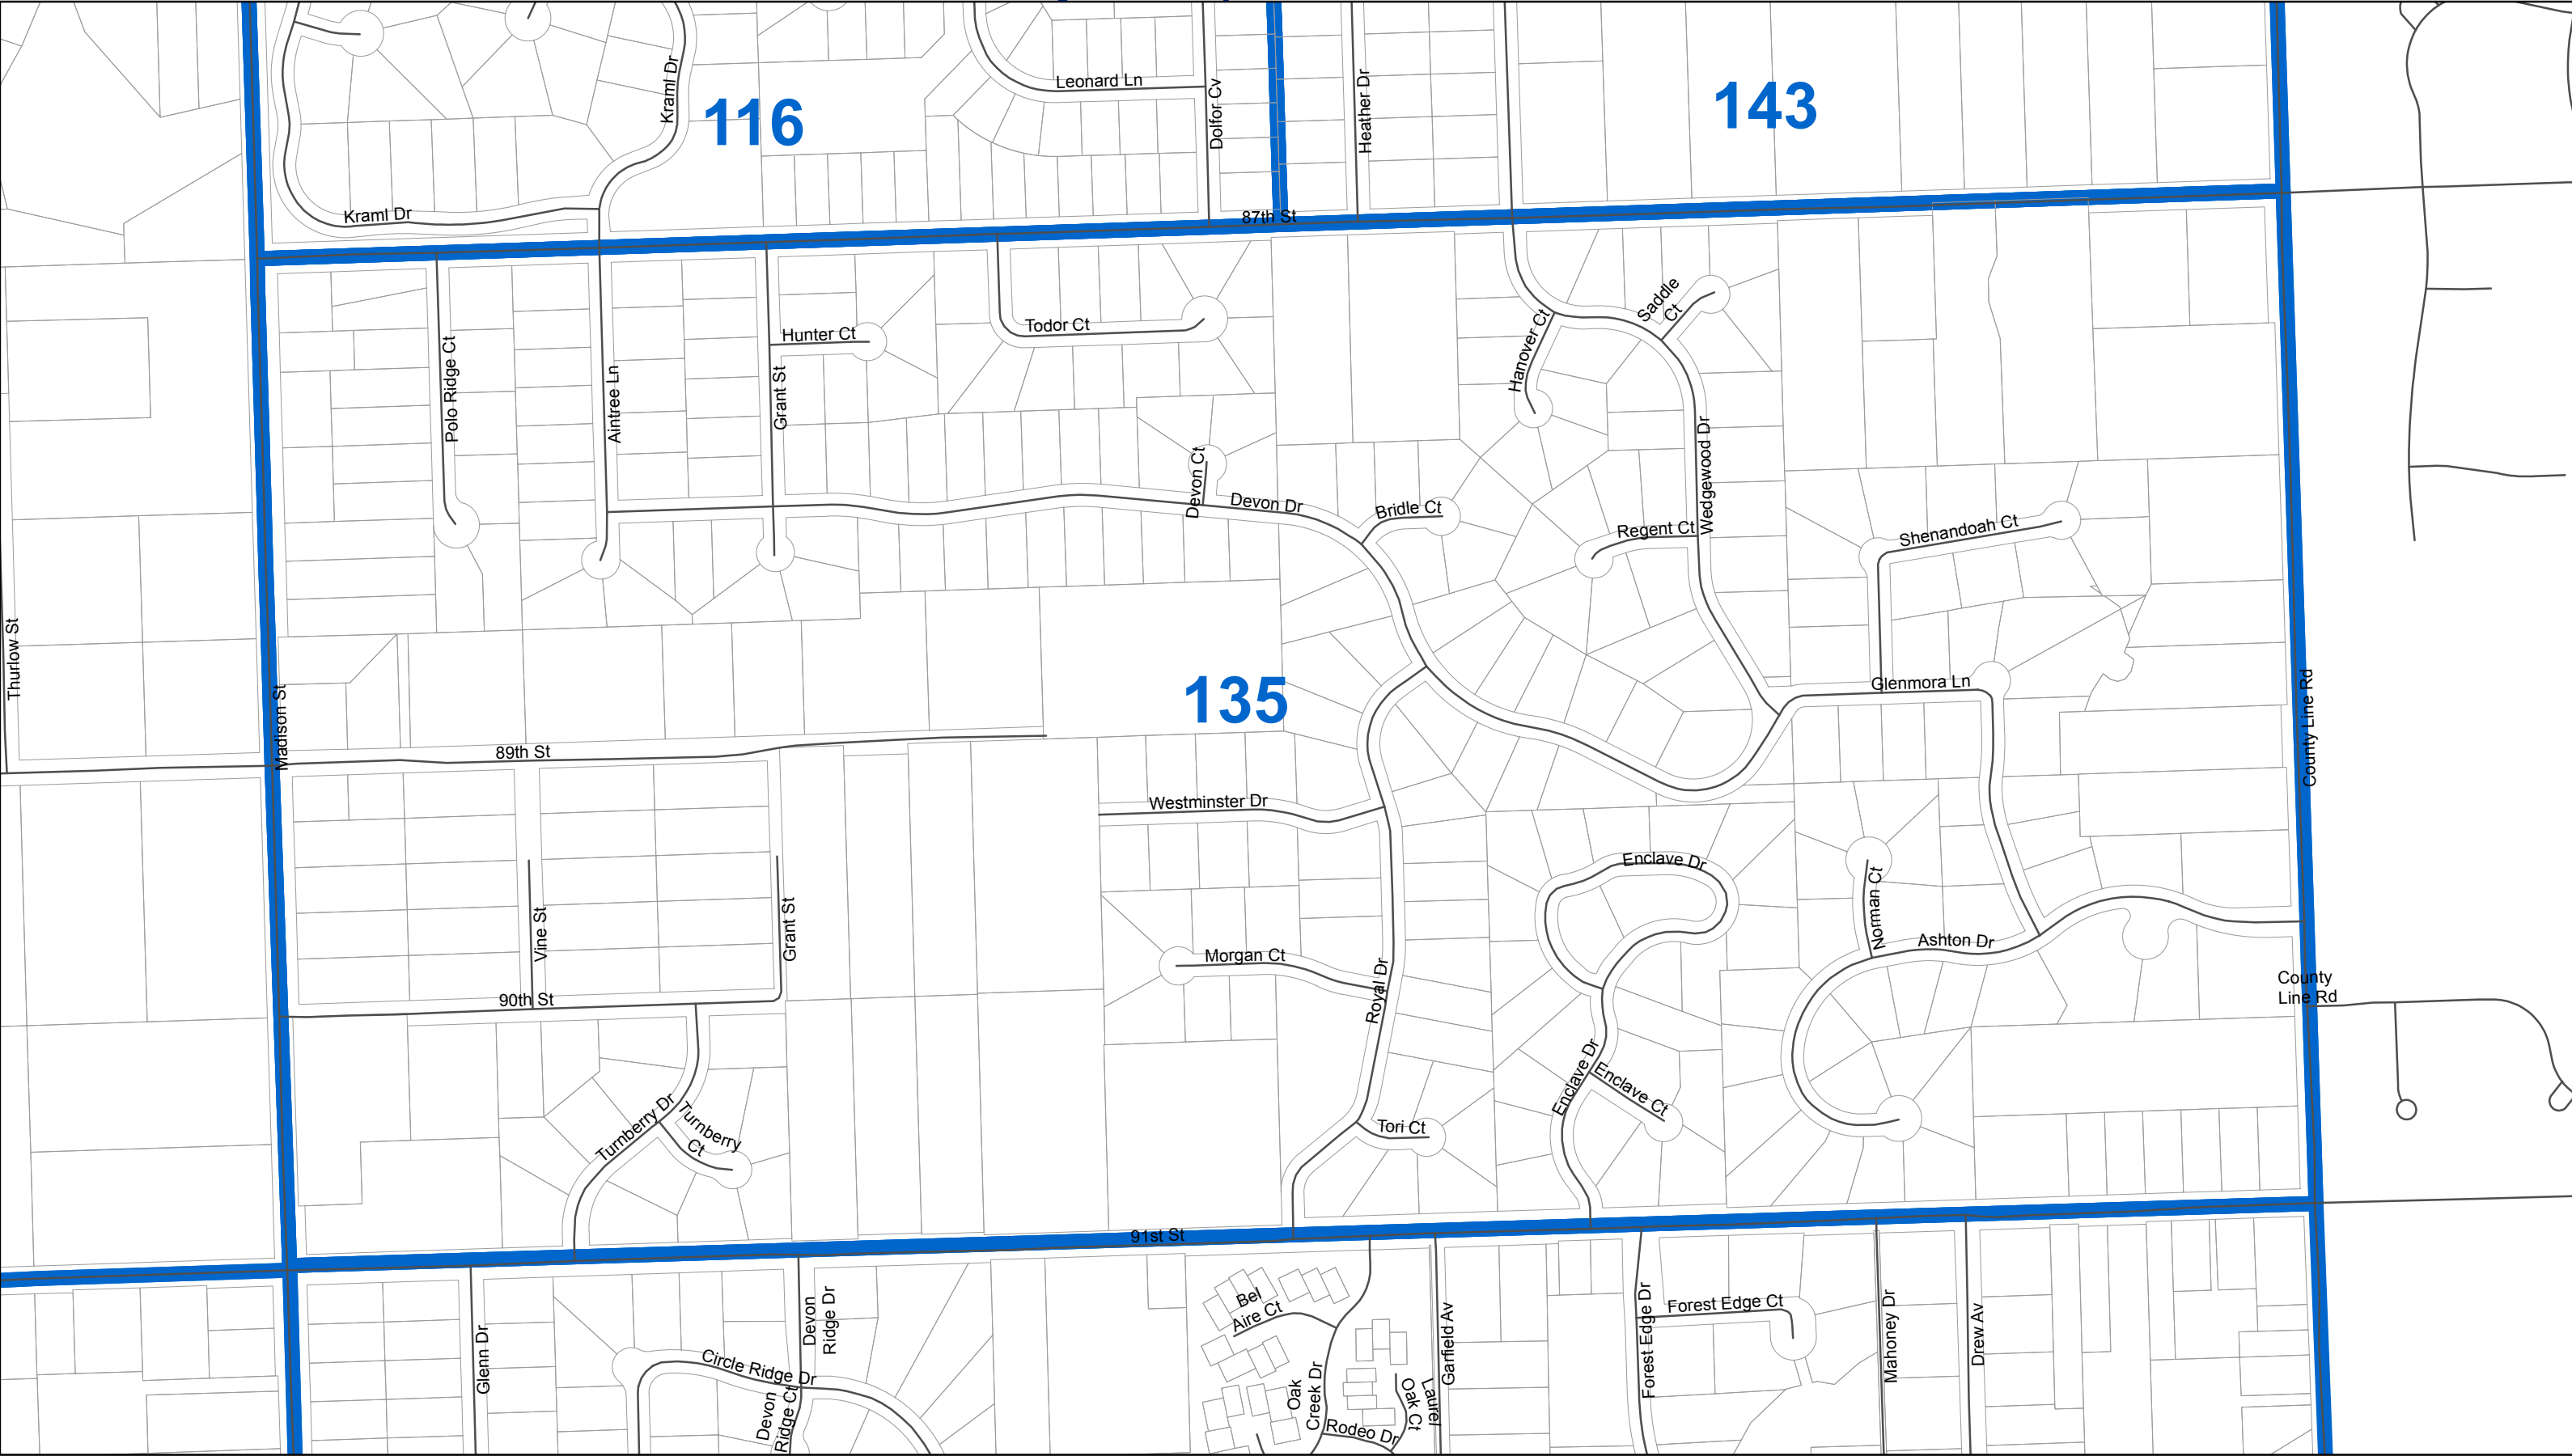 Kraml Dr
116
Leonard Ln
Dolfor Cv
Heather Dr
143
Kraml Dr
87th St
Polo Ridge Ct
Aintree Ln
Hunter Ct
Grant St
Todor Ct
Hanover Ct
Saddle
Ct
Devon Ct
Devon Dr
Bridle Ct
Wedgewood Dr
Regent Ct
Shenandoah Ct
Thurlow St
Madison St
135
Glenmora Ln
County Line Rd
89th St
Westminster Dr
Enclave Dr
Vine St
Grant St
Norman Ct
Ashton Dr
Morgan Ct
Royal Dr
County
Line Rd
90th St
Enclave Dr
Enclave Ct
Turnberry Dr
Turnberry
Ct
Tori Ct
91st St
Glenn Dr
Devon
Ridge Dr
Circle Ridge Dr
Devon
Ridge Ct
Bel
Aire Ct
Oak
Creek Dr
Rodeo Dr
Laurel
Oak Ct
Garfield Av
Forest Edge Dr
Forest Edge Ct
Mahoney Dr
Drew Av